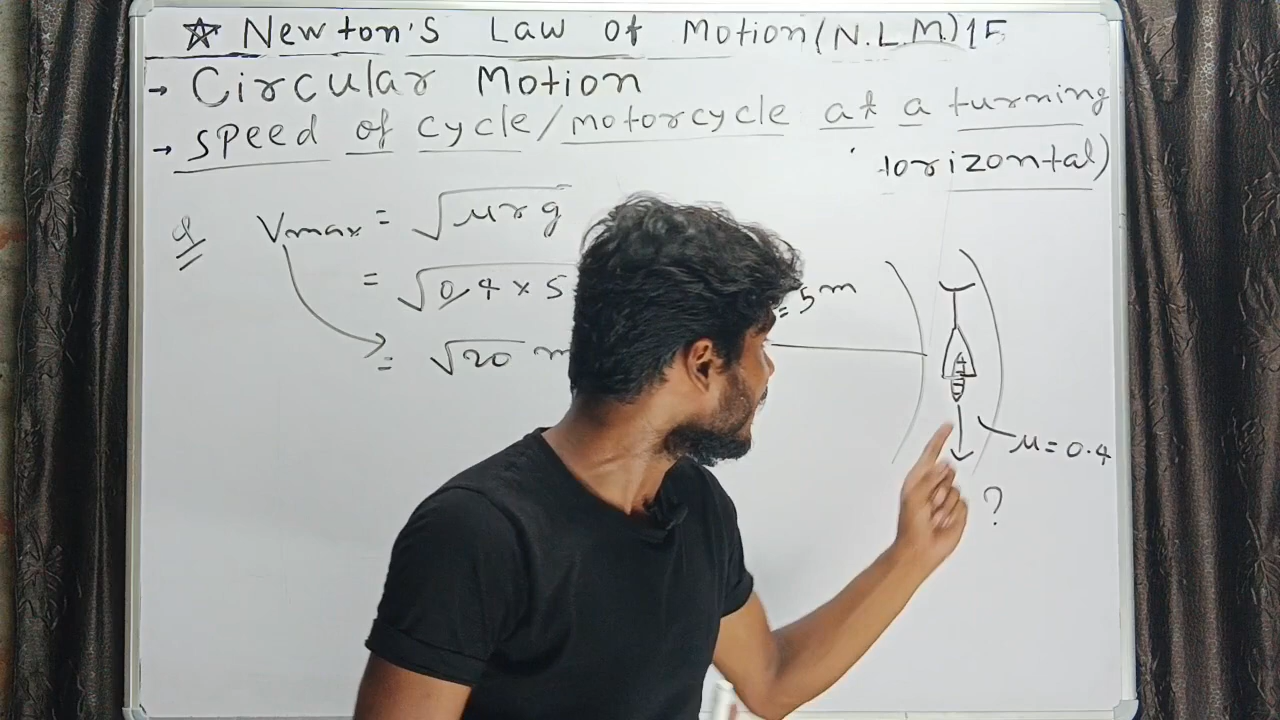 ☆ Newton's Law of Motion (N.L.M.) 15
→ Circular Motion
→ speed of cycle/motorcycle at a turning
horizontal)
Q Vmax = √μrg
= √0.4 × 5
= √20 m
= 5m
μ = 0.4
?